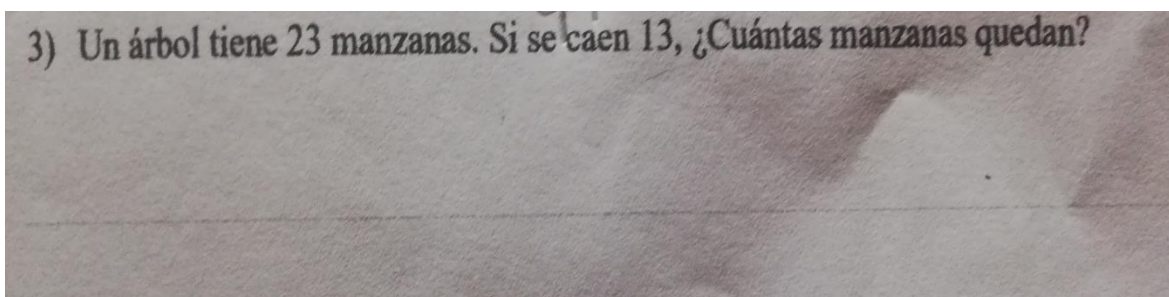 3) Un árbol tiene 23 manzanas. Si se caen 13, ¿Cuántas manzanas quedan?